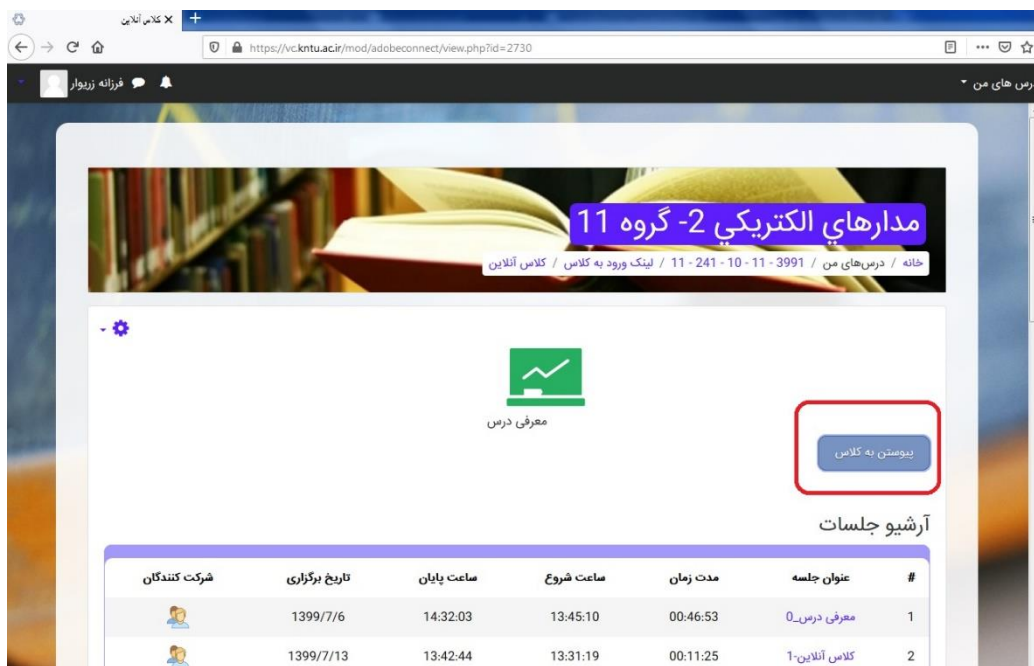 کلاس آنلاین
https://vc.kntu.ac.ir/mod/adobeconnect/view.php?id=2730
درس های من
فرزانه زریوار
مدارهاي الکتريکي 2- گروه 11
خانه / درس‌های من / 3991 - 11 - 10 - 241 - 11 / لینک ورود به کلاس / کلاس آنلاین
معرفی درس
پیوستن به کلاس
آرشیو جلسات
# عنوان جلسه مدت زمان ساعت شروع ساعت پایان تاریخ برگزاری شرکت کنندگان
1 معرفی درس_0 00:46:53 13:45:10 14:32:03 1399/7/6
2 کلاس آنلاین-1 00:11:25 13:31:19 13:42:44 1399/7/13